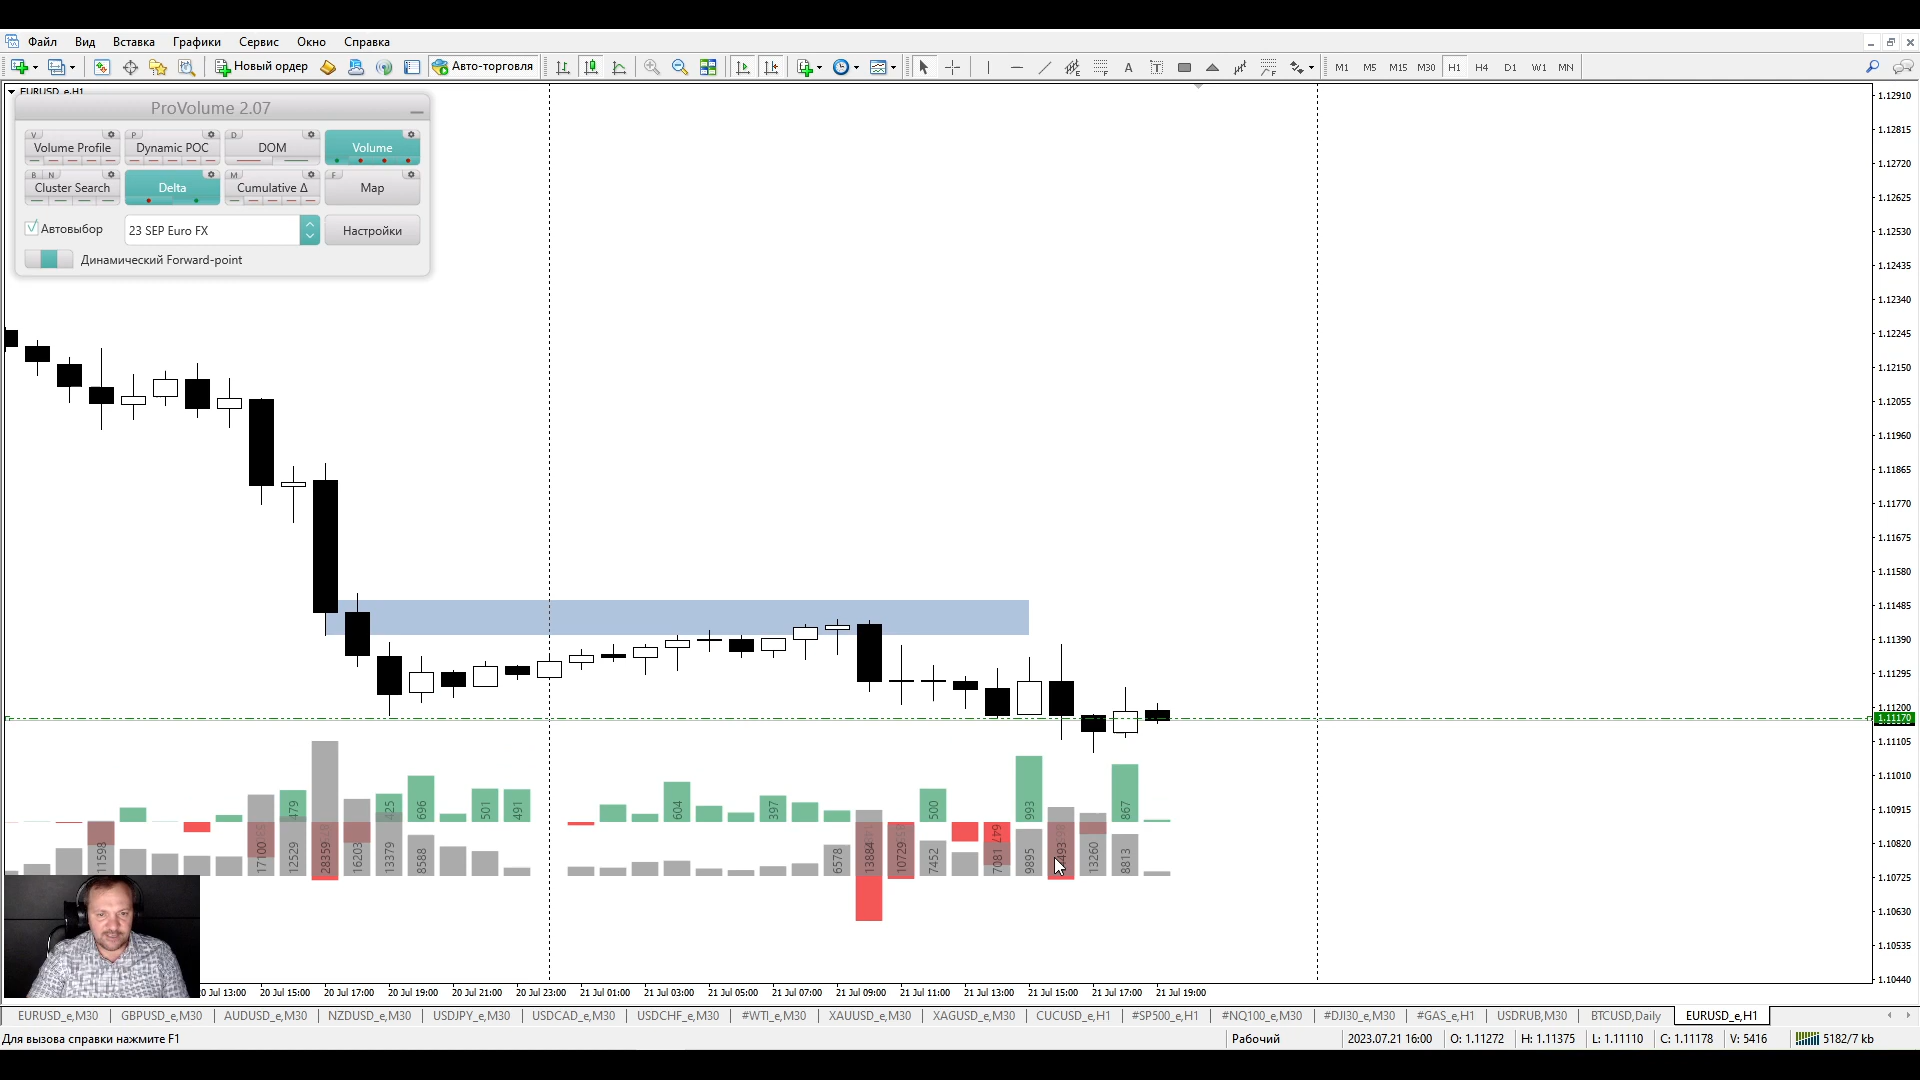 Файл Вид Вставка Графики Сервис Окно Справка
Новый ордер Авто-торговля A T M1 M5 M15 M30 H1 H4 D1 W1 MN
EURUSD_e,H1
ProVolume 2.07
V P D
Volume Profile Dynamic POC DOM Volume
B N M F
Cluster Search Delta Cumulative Δ Map
Автовыбор 23 SEP Euro FX Настройки
Динамический Forward-point
1.12910
1.12815
1.12720
1.12625
1.12530
1.12435
1.12340
1.12245
1.12150
1.12055
1.11960
1.11865
1.11770
1.11675
1.11580
1.11485
1.11390
1.11295
1.11200
1.11170
1.11105
1.11010
1.10915
1.10820
1.10725
1.10630
1.10535
1.10440
479 425 696 501 491 604 397 500 647 993 867
11598 17100 12529 28359 16203 13379 8588 6578 13884 10729 7452 7081 9895 13260 8813
20 Jul 13:00 20 Jul 15:00 20 Jul 17:00 20 Jul 19:00 20 Jul 21:00 20 Jul 23:00 21 Jul 01:00 21 Jul 03:00 21 Jul 05:00 21 Jul 07:00 21 Jul 09:00 21 Jul 11:00 21 Jul 13:00 21 Jul 15:00 21 Jul 17:00 21 Jul 19:00
EURUSD_e,M30 GBPUSD_e,M30 AUDUSD_e,M30 NZDUSD_e,M30 USDJPY_e,M30 USDCAD_e,M30 USDCHF_e,M30 #WTI_e,M30 XAUUSD_e,M30 XAGUSD_e,M30 CUCUSD_e,H1 #SP500_e,H1 #NQ100_e,M30 #DJI30_e,M30 #GAS_e,H1 USDRUB,M30 BTCUSD,Daily EURUSD_e,H1
Для вызова справки нажмите F1 Рабочий 2023.07.21 16:00 O: 1.11272 H: 1.11375 L: 1.11110 C: 1.11178 V: 5416 5182/7 kb